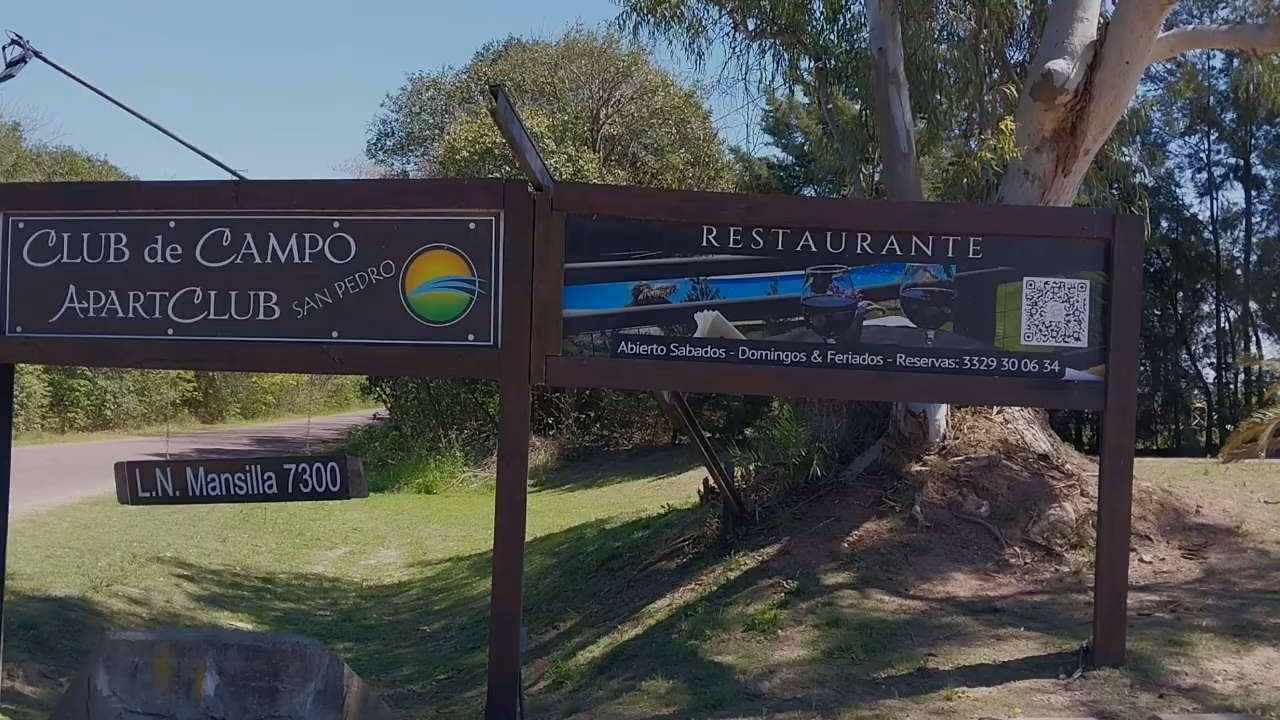 CLUB de CAMPO
APARTCLUB SAN PEDRO
L.N. Mansilla 7300
RESTAURANTE
Abierto Sabados - Domingos & Feriados - Reservas: 3329 30 06 34